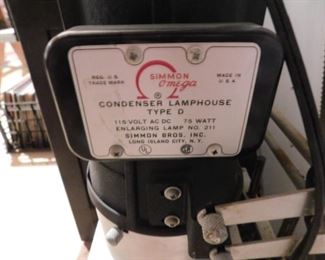 REG. U.S.
TRADE MARK
SIMMON
Omega
MADE IN
U.S.A.
CONDENSER LAMPHOUSE
TYPE D
115 VOLT AC DC 75 WATT
ENLARGING LAMP NO. 211
SIMMON BROS. INC.
LONG ISLAND CITY, N.Y.
UL